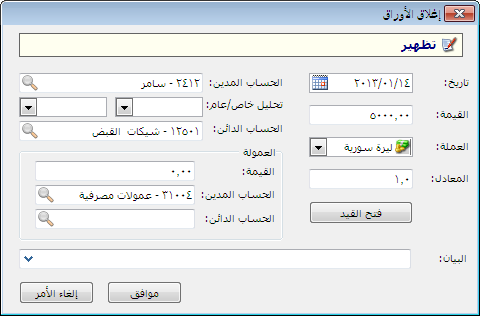 إغلاق الأوراق
تظهير
تاريخ: ٢٠١٣/٠١/١٤
القيمة: ٥٠٠٠,٠٠
العملة: ليرة سورية
المعادل: ١,٠
فتح القيد
الحساب المدين: ٢٤١٢ - سامر
تحليل خاص/عام:
الحساب الدائن: ١٢٥٠١ - شيكات القبض
العمولة
القيمة: ٠,٠٠
الحساب المدين: ٣١٠٠٤ - عمولات مصرفية
الحساب الدائن:
البيان:
موافق
إلغاء الأمر